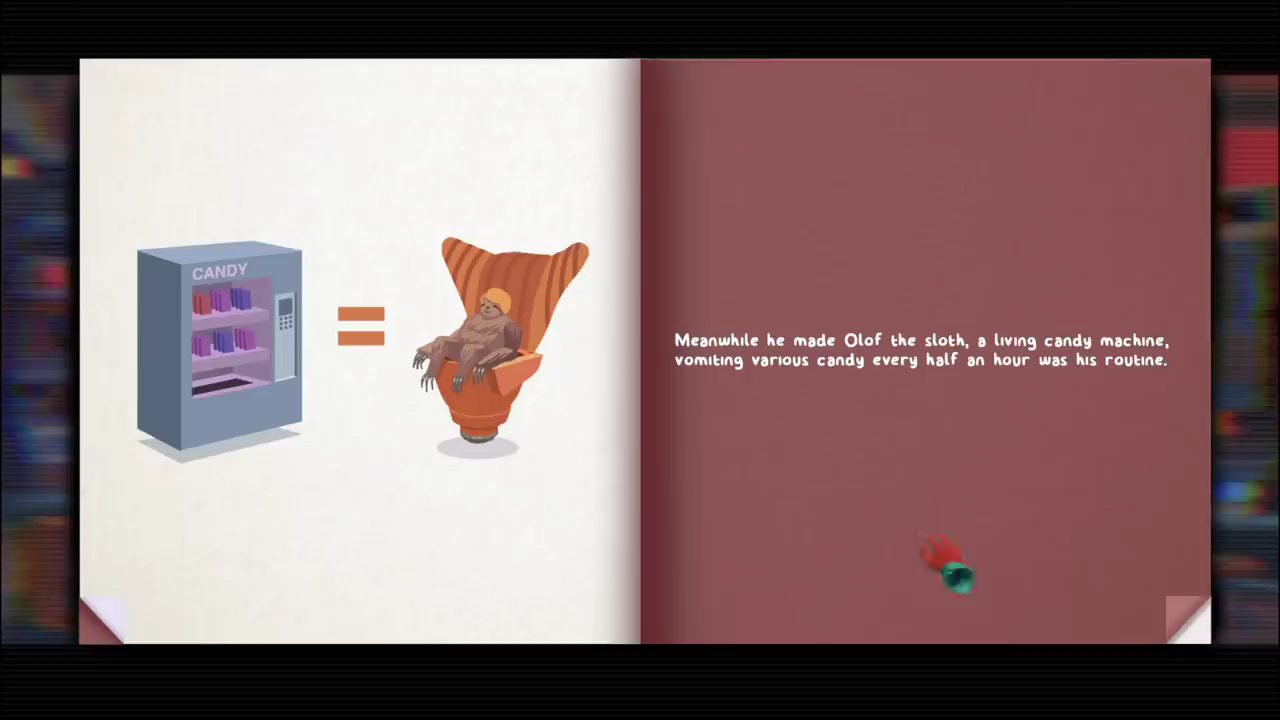 CANDY
Meanwhile he made Olof the sloth, a living candy machine,
vomiting various candy every half an hour was his routine.